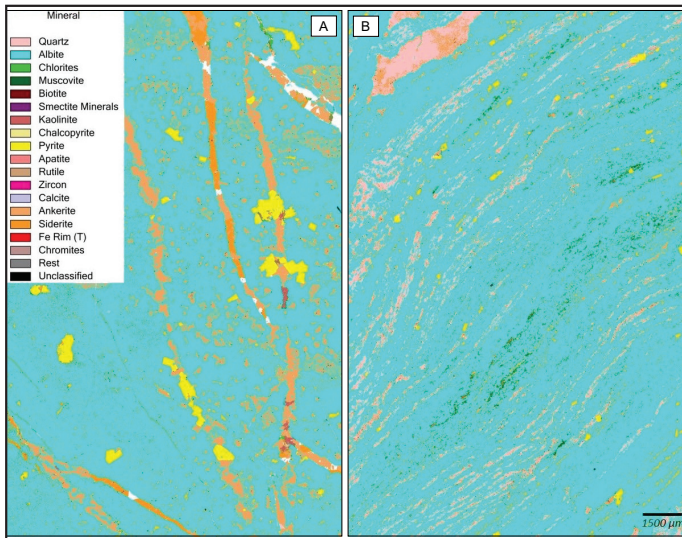 Mineral
Quartz
Albite
Chlorites
Muscovite
Biotite
Smectite Minerals
Kaolinite
Chalcopyrite
Pyrite
Apatite
Rutile
Zircon
Calcite
Ankerite
Siderite
Fe Rim (T)
Chromites
Rest
Unclassified
A
B
1500 µm